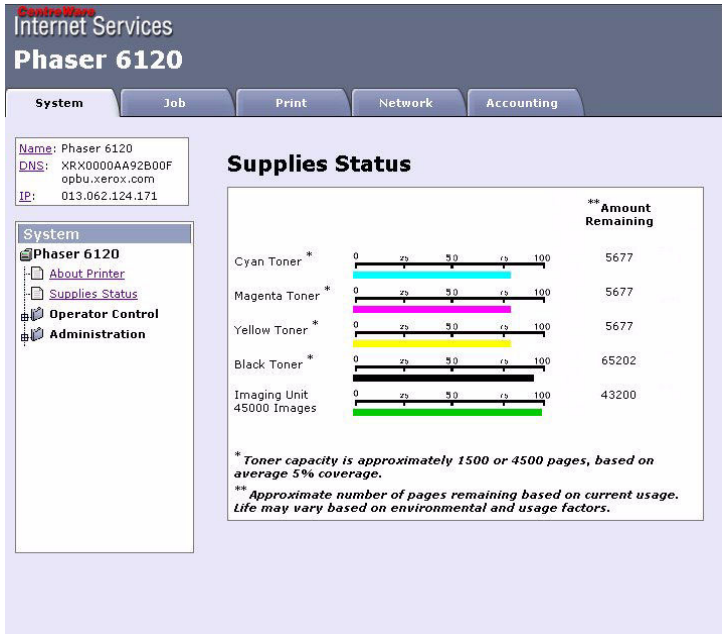 CentreWare
Internet Services
Phaser 6120
System
Job
Print
Network
Accounting
Name: Phaser 6120
DNS: XRX0000AA92B00F
opbu.xerox.com
IP: 013.062.124.171
System
Phaser 6120
About Printer
Supplies Status
Operator Control
Administration
Supplies Status
**Amount
Remaining
Cyan Toner * 0 25 50 75 100 5677
Magenta Toner * 0 25 50 75 100 5677
Yellow Toner * 0 25 50 75 100 5677
Black Toner * 0 25 50 75 100 65202
Imaging Unit 0 25 50 75 100 43200
45000 Images
* Toner capacity is approximately 1500 or 4500 pages, based on
average 5% coverage.
** Approximate number of pages remaining based on current usage.
Life may vary based on environmental and usage factors.